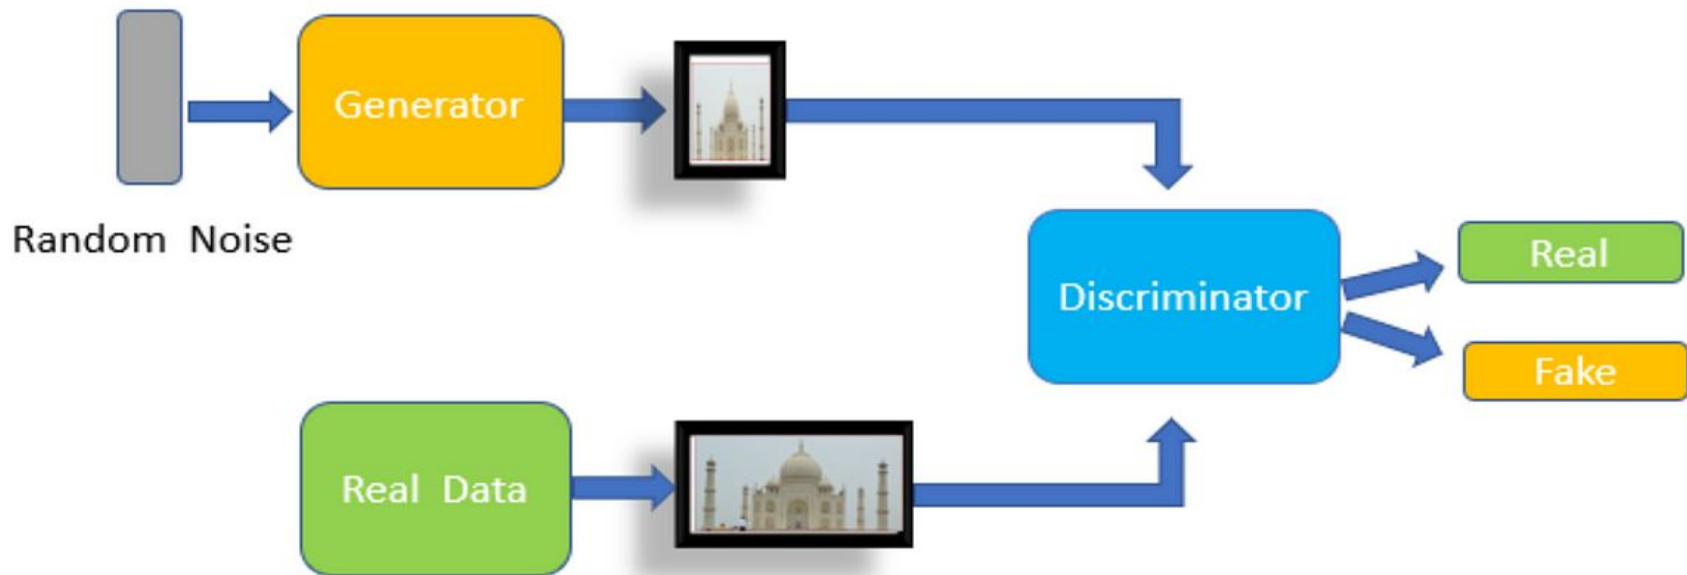 Generator
Random Noise
Discriminator
Real
Fake
Real Data